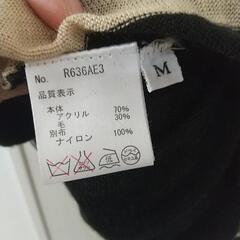 No. R636AE3
M
品質表示
本体 70%
アクリル 30%
毛
別布 100%
ナイロン
低